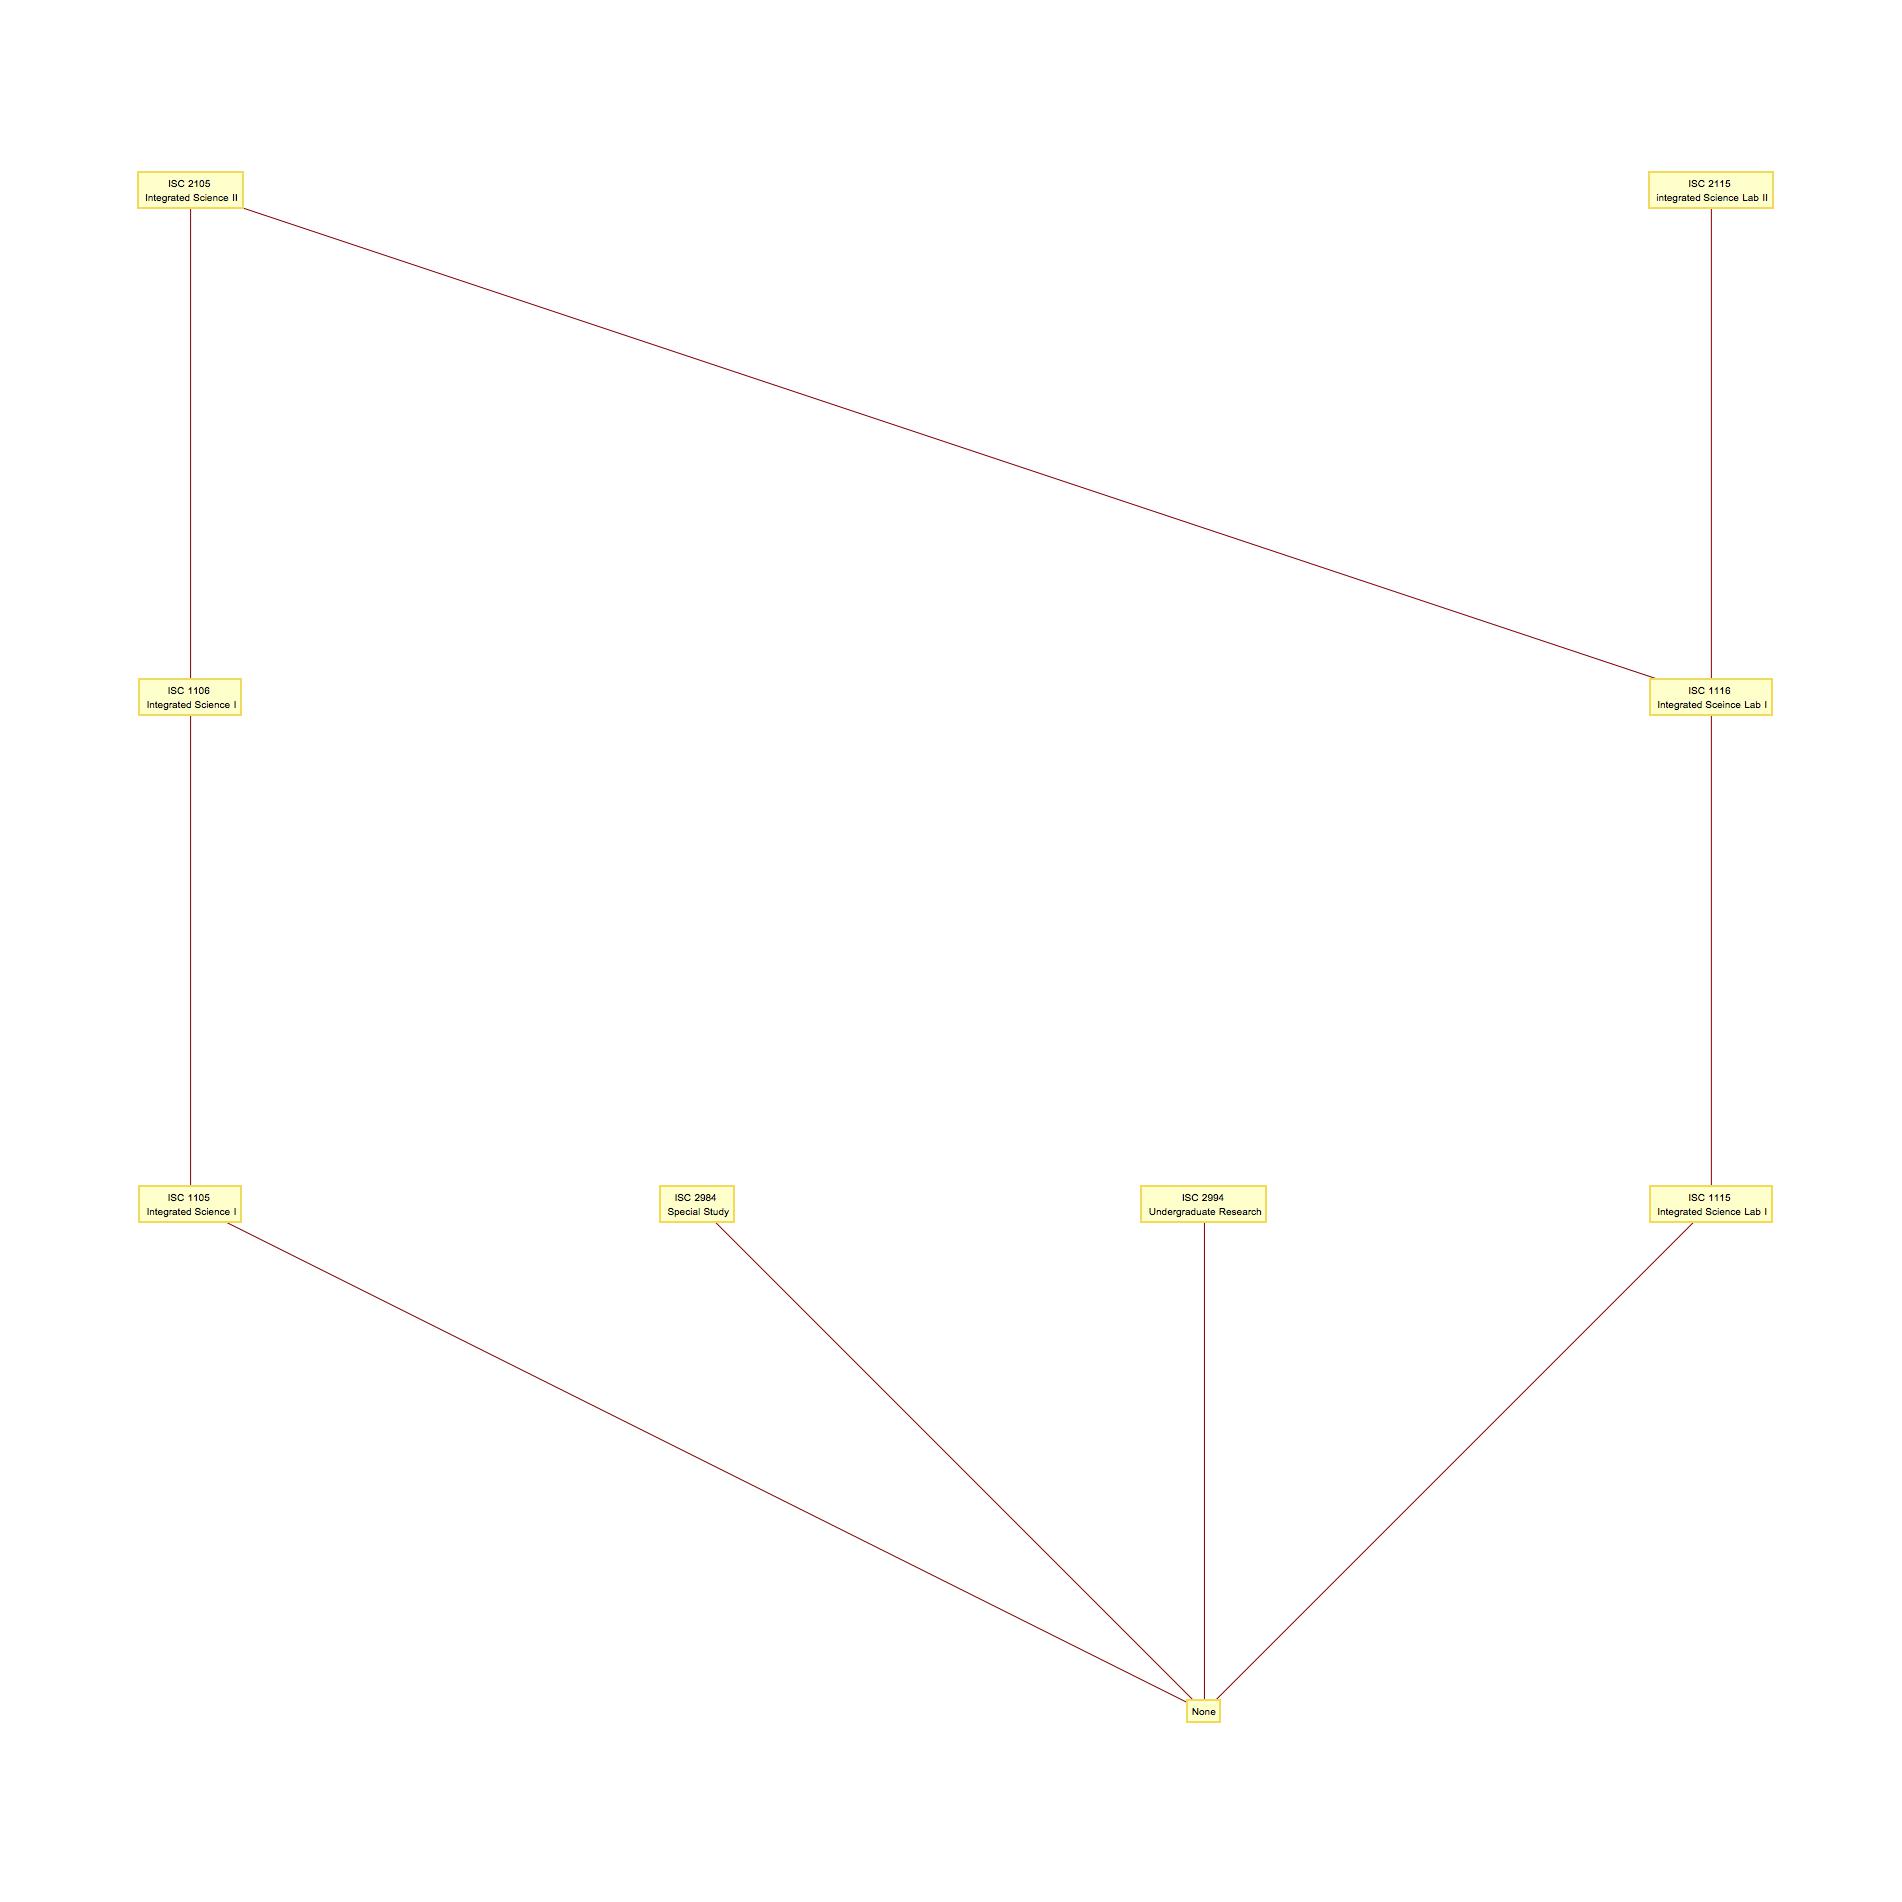 ISC 2105
Integrated Science II
ISC 2115
integrated Science Lab II
ISC 1106
Integrated Science I
ISC 1116
Integrated Sceince Lab I
ISC 1105
Integrated Science I
ISC 2984
Special Study
ISC 2994
Undergraduate Research
ISC 1115
Integrated Science Lab I
None